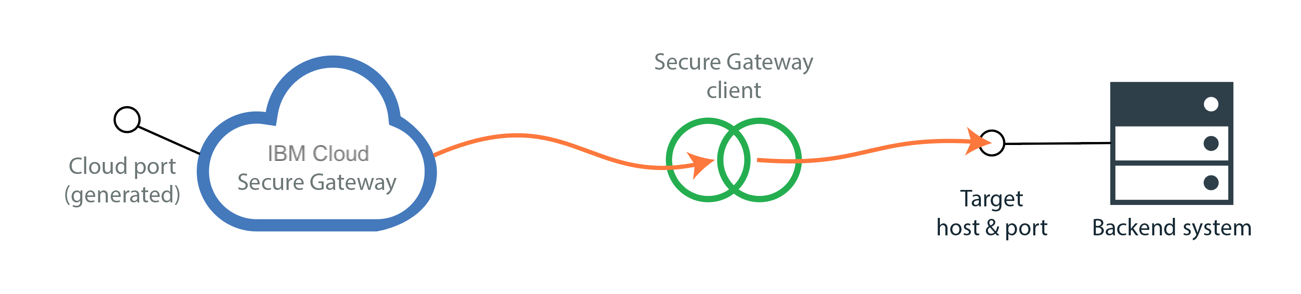 Cloud port
(generated)
IBM Cloud
Secure Gateway
Secure Gateway
client
Target
host & port
Backend system